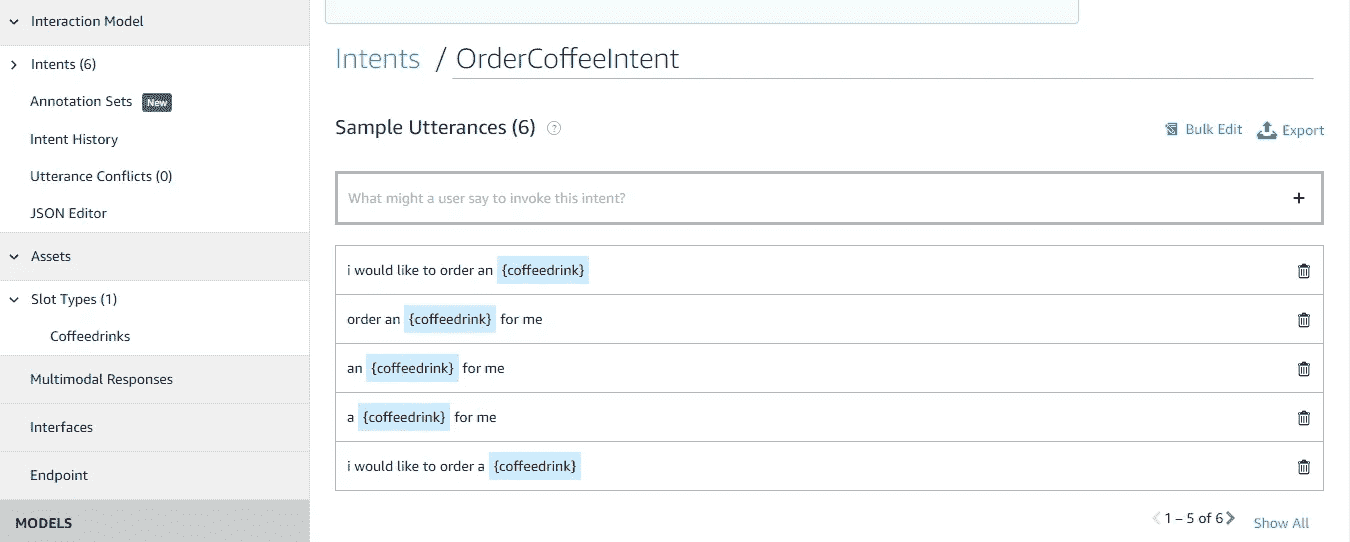 Interaction Model
Intents (6)
Annotation Sets New
Intent History
Utterance Conflicts (0)
JSON Editor
Assets
Slot Types (1)
Coffeedrinks
Multimodal Responses
Interfaces
Endpoint
MODELS
Intents / OrderCoffeeIntent
Sample Utterances (6) ?
Bulk Edit Export
What might a user say to invoke this intent? +
i would like to order an {coffeedrink}
order an {coffeedrink} for me
an {coffeedrink} for me
a {coffeedrink} for me
i would like to order a {coffeedrink}
1 – 5 of 6 Show All